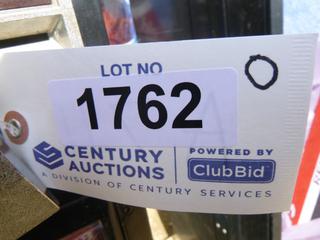 LOT NO
1762
CENTURY
AUCTIONS
A DIVISION OF CENTURY SERVICES
POWERED BY
ClubBid